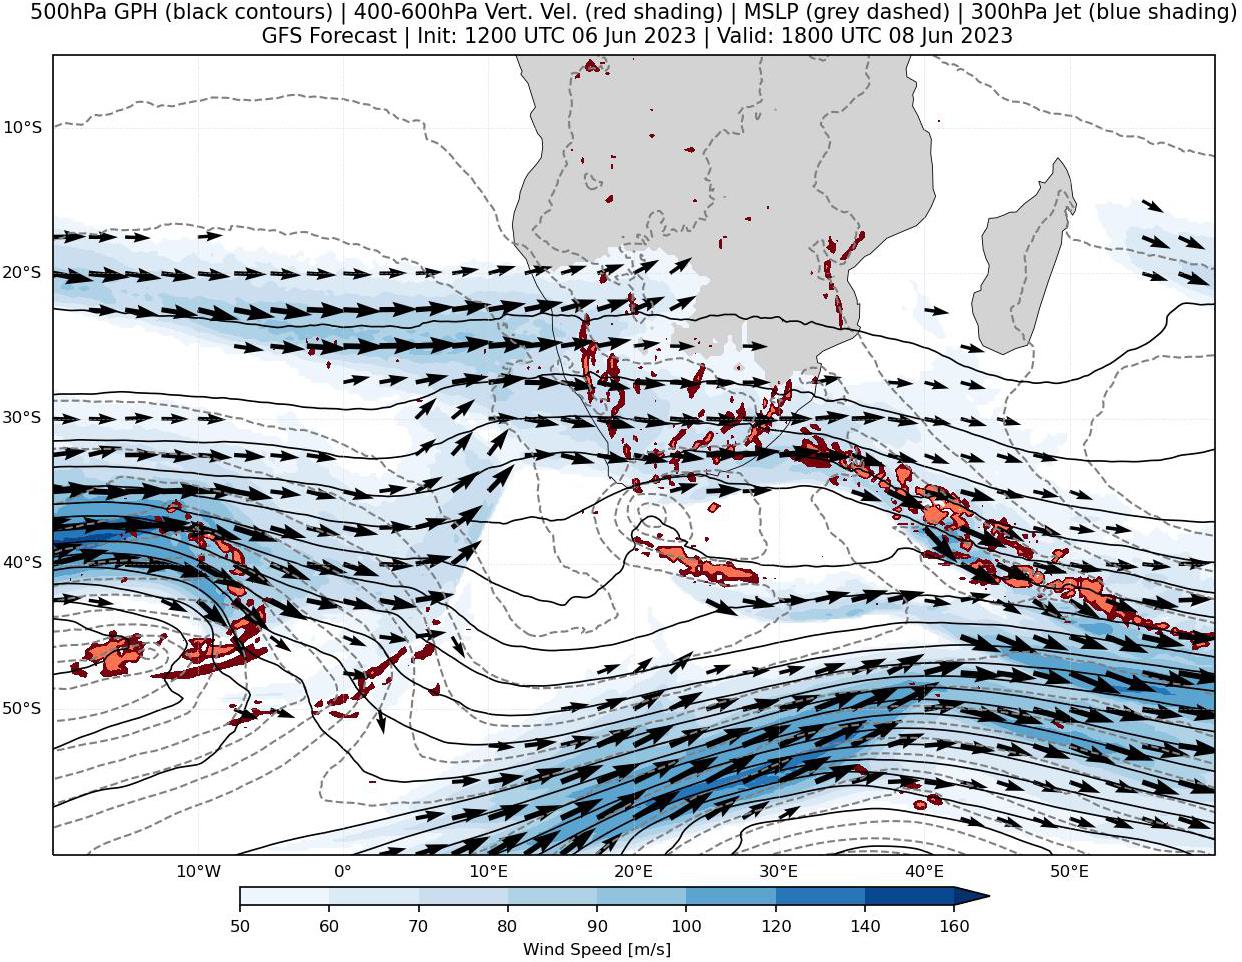 500hPa GPH (black contours) | 400-600hPa Vert. Vel. (red shading) | MSLP (grey dashed) | 300hPa Jet (blue shading)
GFS Forecast | Init: 1200 UTC 06 Jun 2023 | Valid: 1800 UTC 08 Jun 2023
10°S
20°S
30°S
40°S
50°S
10°W 0° 10°E 20°E 30°E 40°E 50°E
50 60 70 80 90 100 120 140 160
Wind Speed [m/s]